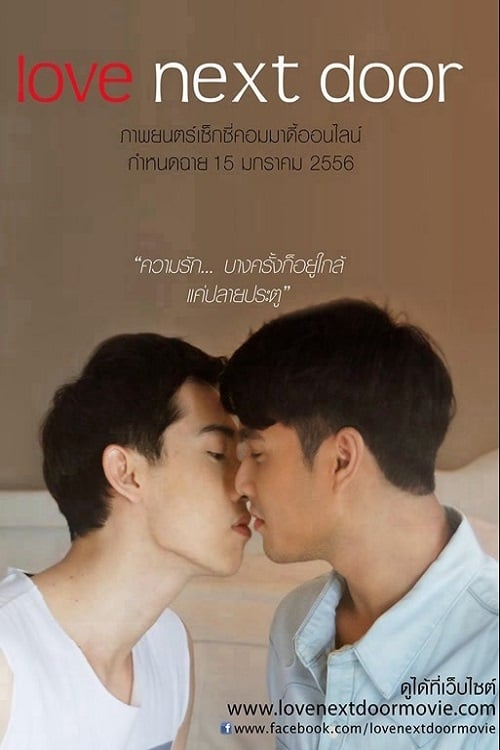 love next door
ภาพยนตร์เซ็กซี่คอมมาดี้ออนไลน์
กำหนดฉาย 15 มกราคม 2556
“ความรัก... บางครั้งก็อยู่ใกล้
แค่ปลายประตู”
ดูได้ที่เว็บไซต์
www.lovenextdoormovie.com
f www.facebook.com/lovenextdoormovie